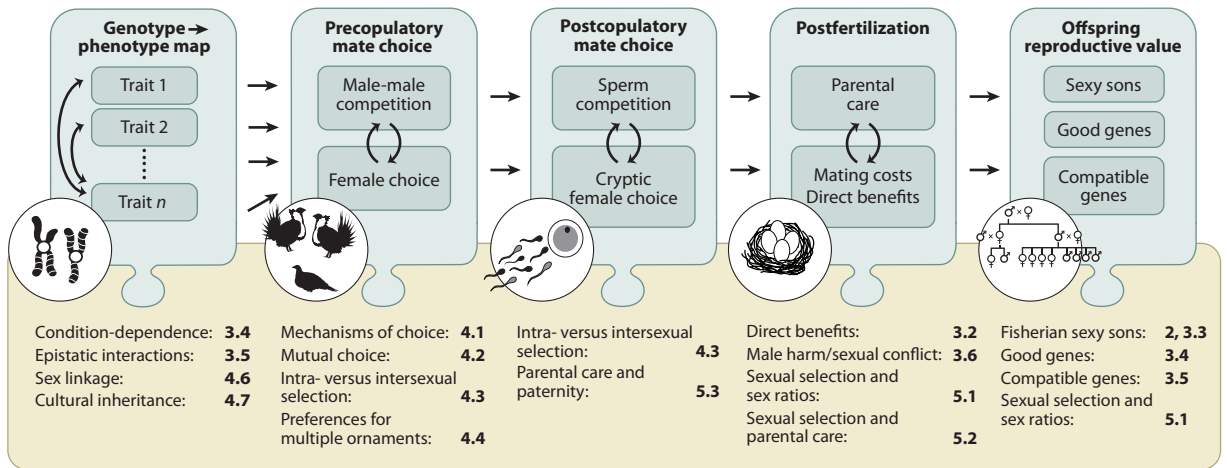 Genotype →
phenotype map
Trait 1
Trait 2
Trait n
Precopulatory
mate choice
Male-male
competition
Female choice
Postcopulatory
mate choice
Sperm
competition
Cryptic
female choice
Postfertilization
Parental
care
Mating costs
Direct benefits
Offspring
reproductive value
Sexy sons
Good genes
Compatible
genes
♂ × ♀
♂ × ♀ ♂ × ♀
♀ ♂ ♀ ♀ ♀ ♀ ♂ ♂ ♂ ♂
Condition-dependence: 3.4
Epistatic interactions: 3.5
Sex linkage: 4.6
Cultural inheritance: 4.7
Mechanisms of choice: 4.1
Mutual choice: 4.2
Intra- versus intersexual
selection: 4.3
Preferences for
multiple ornaments: 4.4
Intra- versus intersexual
selection: 4.3
Parental care and
paternity: 5.3
Direct benefits: 3.2
Male harm/sexual conflict: 3.6
Sexual selection and
sex ratios: 5.1
Sexual selection and
parental care: 5.2
Fisherian sexy sons: 2, 3.3
Good genes: 3.4
Compatible genes: 3.5
Sexual selection and
sex ratios: 5.1